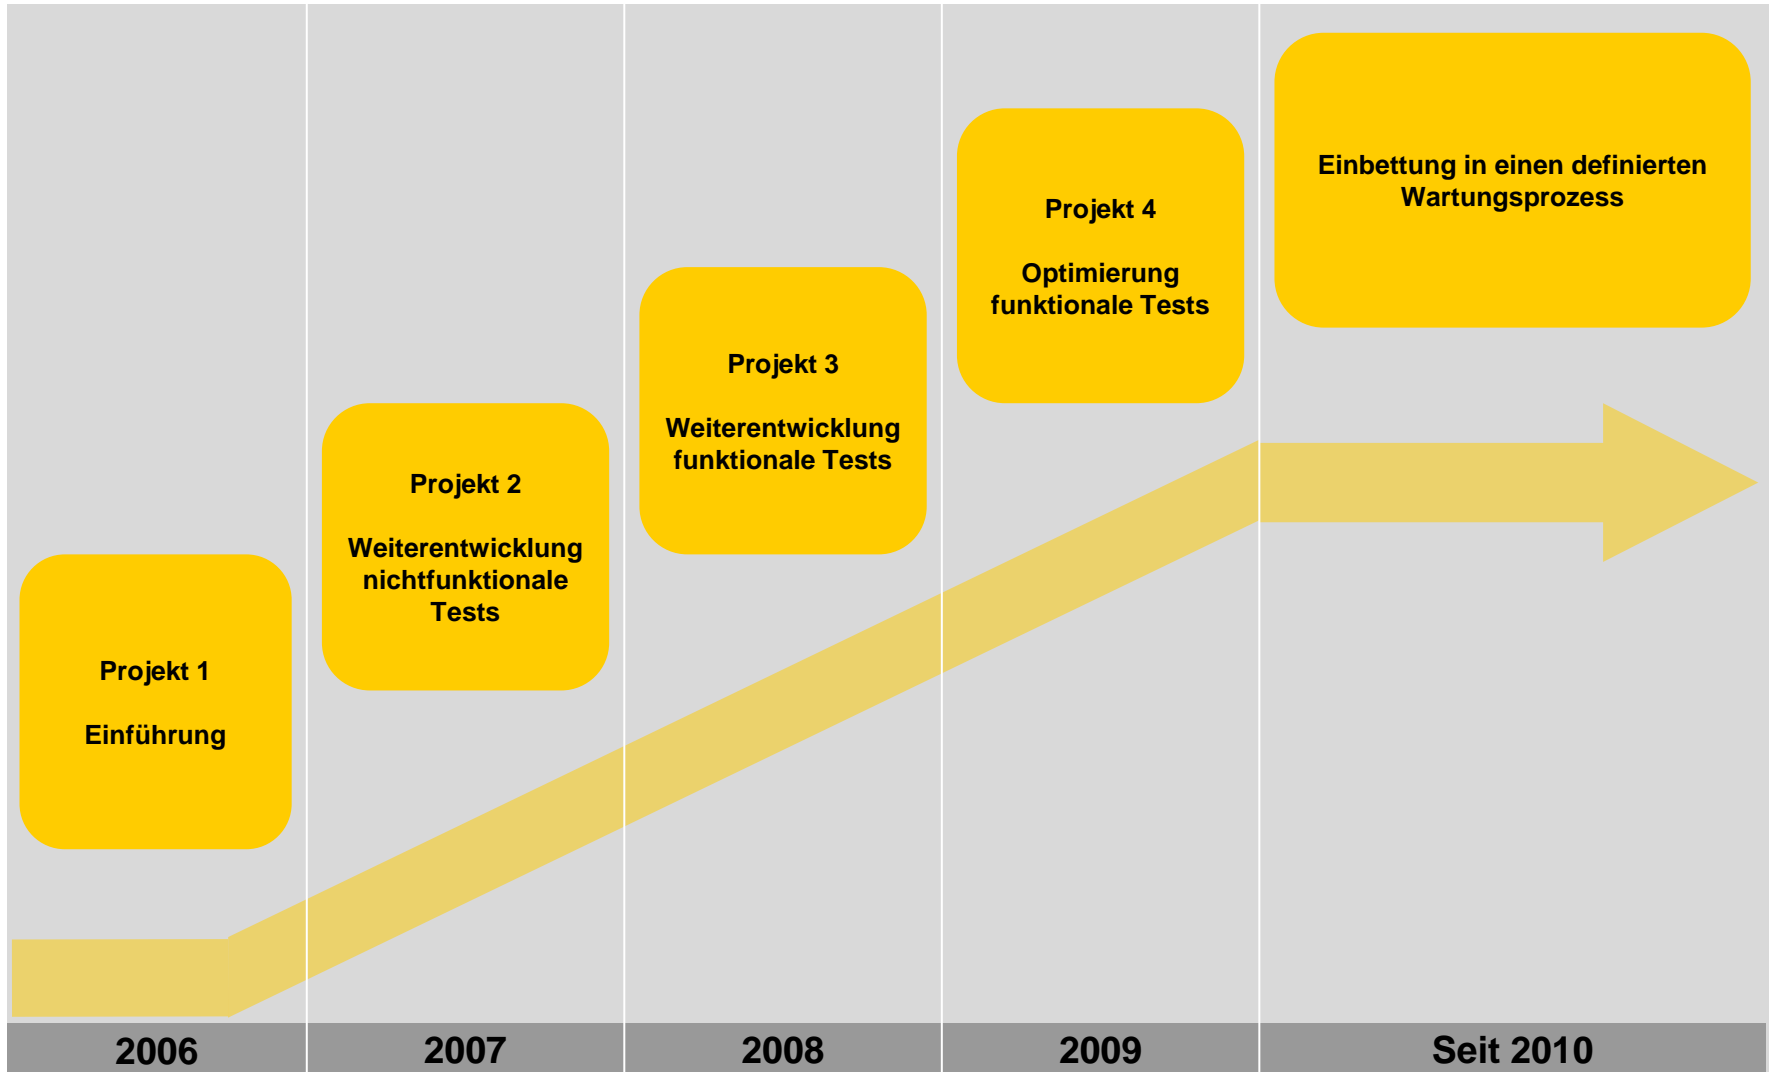 Projekt 1
Einführung
Projekt 2
Weiterentwicklung
nichtfunktionale
Tests
Projekt 3
Weiterentwicklung
funktionale Tests
Projekt 4
Optimierung
funktionale Tests
Einbettung in einen definierten
Wartungsprozess
2006
2007
2008
2009
Seit 2010